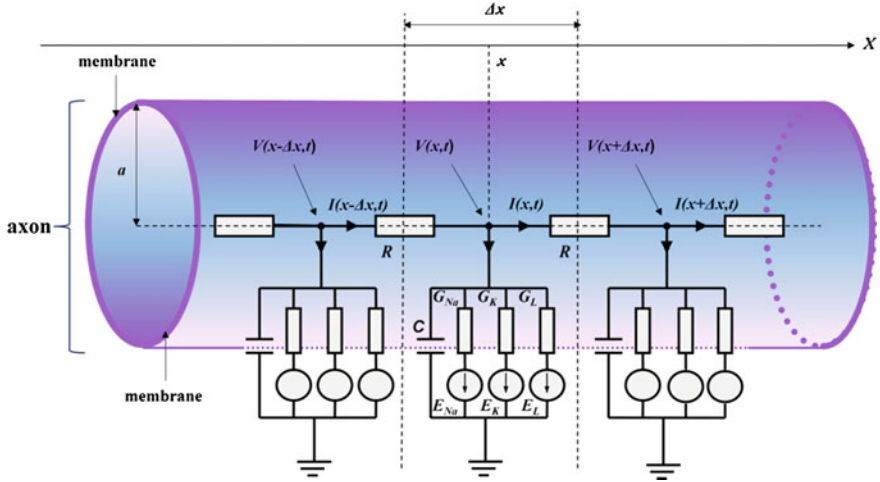 Δx
X
x
membrane
a
V(x-Δx,t)
V(x,t)
V(x+Δx,t)
I(x-Δx,t)
I(x,t)
I(x+Δx,t)
axon
R
R
G_Na G_K G_L
C
E_Na E_K E_L
membrane